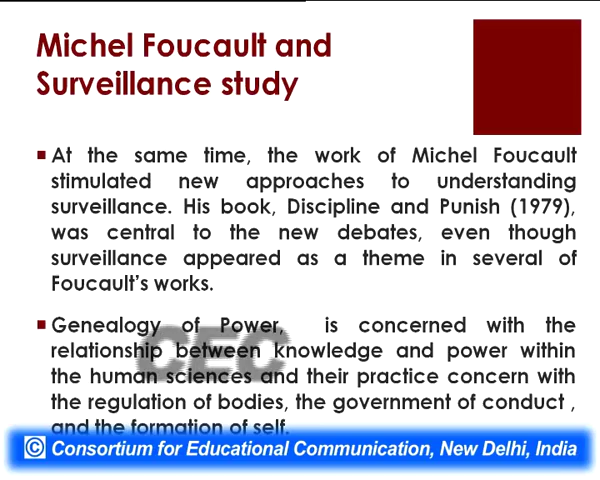 Michel Foucault and
Surveillance study
At the same time, the work of Michel Foucault
stimulated new approaches to understanding
surveillance. His book, Discipline and Punish (1979),
was central to the new debates, even though
surveillance appeared as a theme in several of
Foucault's works.
Genealogy of Power, is concerned with the
relationship between knowledge and power within
the human sciences and their practice concern with
the regulation of bodies, the government of conduct ,
and the formation of self.
CEC
© Consortium for Educational Communication, New Delhi, India